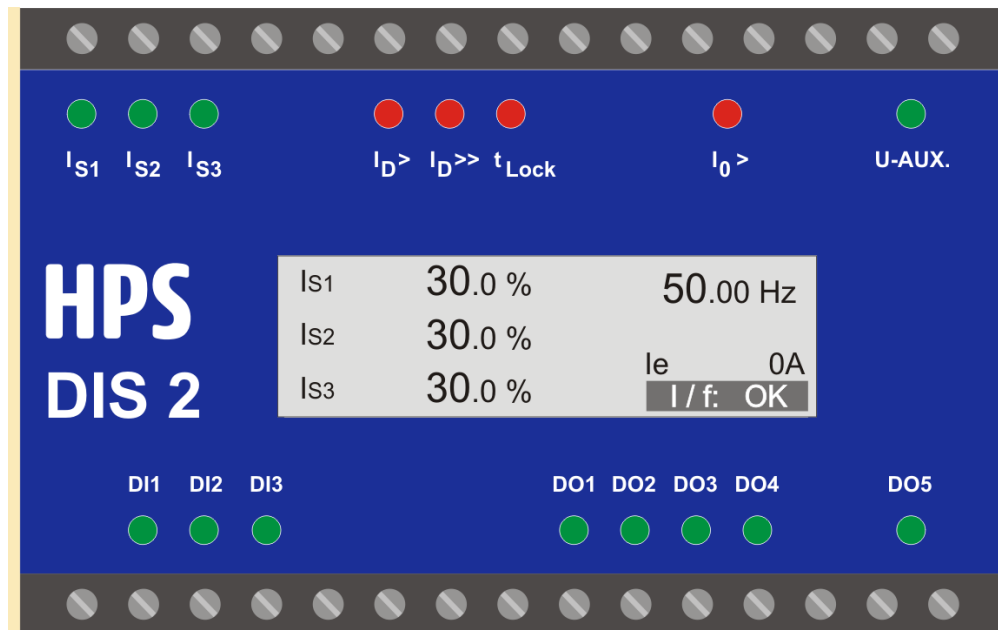 IS1 IS2 IS3 ID> ID>> tLock I0 > U-AUX.
HPS
DIS 2
IS1 30.0 % 50.00 Hz
IS2 30.0 %
Ie 0A
IS3 30.0 % I / f: OK
DI1 DI2 DI3 DO1 DO2 DO3 DO4 DO5